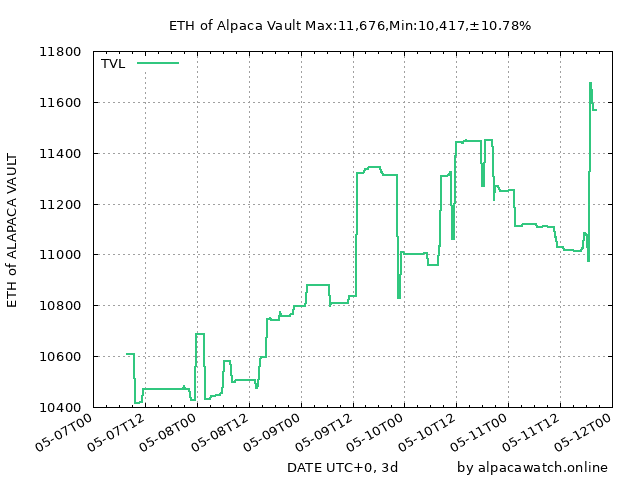 ETH of Alpaca Vault Max:11,676,Min:10,417,±10.78%
TVL
11800
11600
11400
11200
11000
10800
10600
10400
ETH of ALAPACA VAULT
05-07T00
05-07T12
05-08T00
05-08T12
05-09T00
05-09T12
05-10T00
05-10T12
05-11T00
05-11T12
05-12T00
DATE UTC+0, 3d
by alpacawatch.online